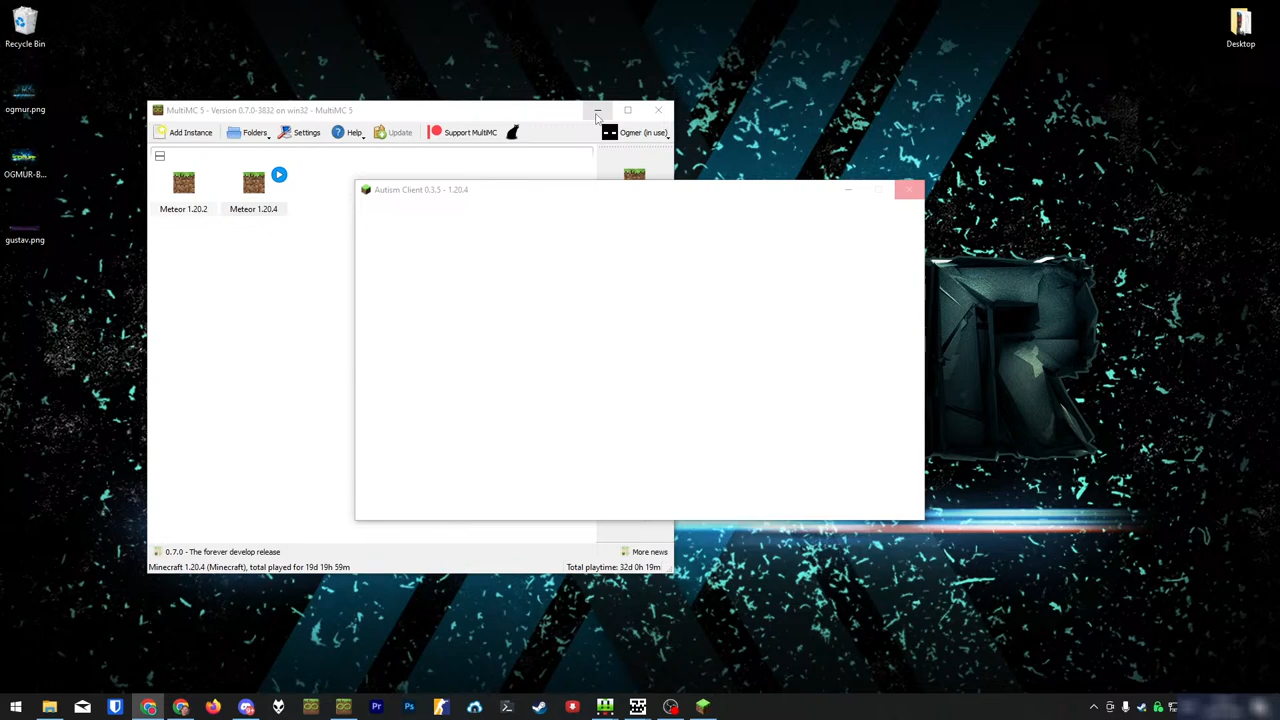 Recycle Bin
Desktop
ogmur.png
OGMUR-B...
gustav.png
MultiMC 5 - Version 0.7.0-3832 on win32 - MultiMC 5
Add Instance Folders Settings Help Update Support MultiMC Ogmer (in use)
Meteor 1.20.2 Meteor 1.20.4
Autism Client 0.3.5 - 1.20.4
0.7.0 - The forever develop release More news
Minecraft 1.20.4 (Minecraft), total played for 19d 19h 59m Total playtime: 32d 0h 19m
Pr Ps